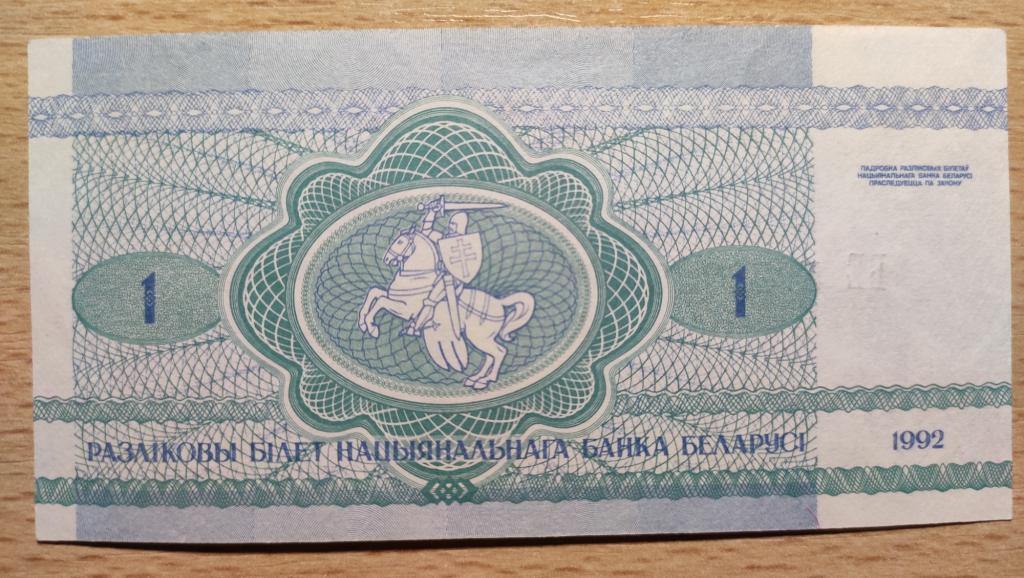 ПАДРОБКА РАЗЛІКОВЫХ БІЛЕТАЎ
НАЦЫЯНАЛЬНАГА БАНКА БЕЛАРУСІ
ПРАСЛЕДУЕЦЦА ПА ЗАКОНУ
1 1
РАЗЛІКОВЫ БІЛЕТ НАЦЫЯНАЛЬНАГА БАНКА БЕЛАРУСІ 1992